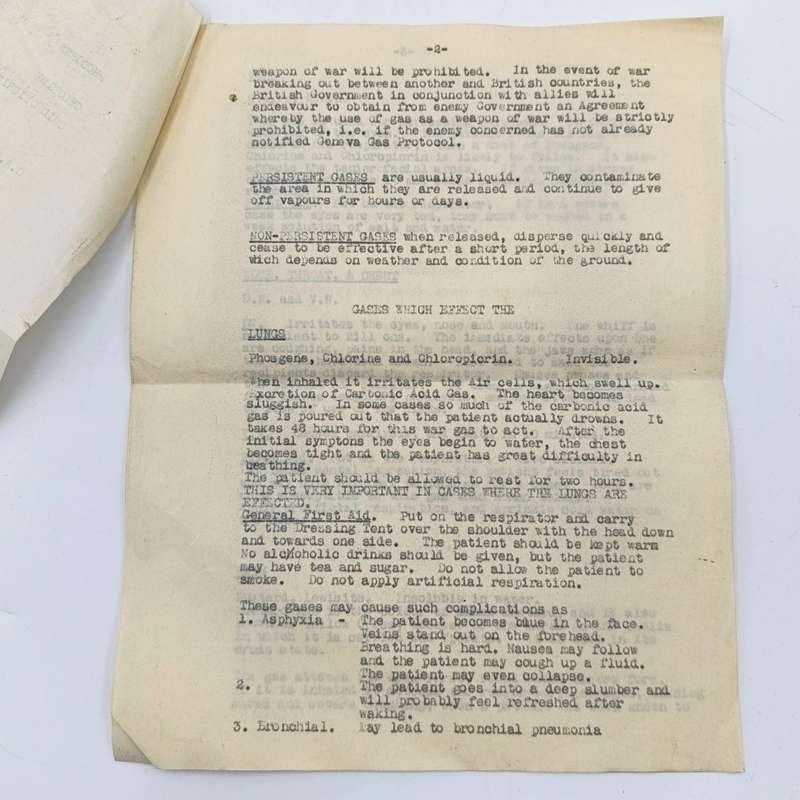 -2-
weapon of war will be prohibited. In the event of war
breaking out between another and British countries, the
British Government in conjunction with allies will
endeavour to obtain from enemy Government an Agreement
whereby the use of gas as a weapon of war will be strictly
prohibited, i.e. if the enemy concerned has not already
notified Geneva Gas Protocol.
PERSISTENT GASES are usually liquid. They contaminate
the area in which they are released and continue to give
off vapours for hours or days.
NON-PERSISTENT GASES when released, disperse quickly and
cease to be effective after a short period, the length of
which depends on weather and condition of the ground.
GASES WHICH EFFECT THE
LUNGS
Phosgene, Chlorine and Chloropicrin. Invisible.
When inhaled it irritates the Air cells, which swell up.
Excretion of Carbonic Acid Gas. The heart becomes
sluggish. In some cases so much of the carbonic acid
gas is poured out that the patient actually drowns. It
takes 48 hours for this war gas to act. After the
initial symptons the eyes begin to water, the chest
becomes tight and the patient has great difficulty in
breathing.
The patient should be allowed to rest for two hours.
THIS IS VERY IMPORTANT IN CASES WHERE THE LUNGS ARE
EFFECTED.
General First Aid. Put on the respirator and carry
to the Dressing Tent over the shoulder with the head down
and towards one side. The patient should be kept warm
No alchoholic drinks should be given, but the patient
may have tea and sugar. Do not allow the patient to
smoke. Do not apply artificial respiration.
These gases may cause such complications as
1. Asphyxia - The patient becomes blue in the face.
Veins stand out on the forehead.
Breathing is hard. Nausea may follow
and the patient may cough up a fluid.
The patient may even collapse.
2. The patient goes into a deep slumber and
will probably feel refreshed after
waking.
3. Bronchial. May lead to bronchial pneumonia